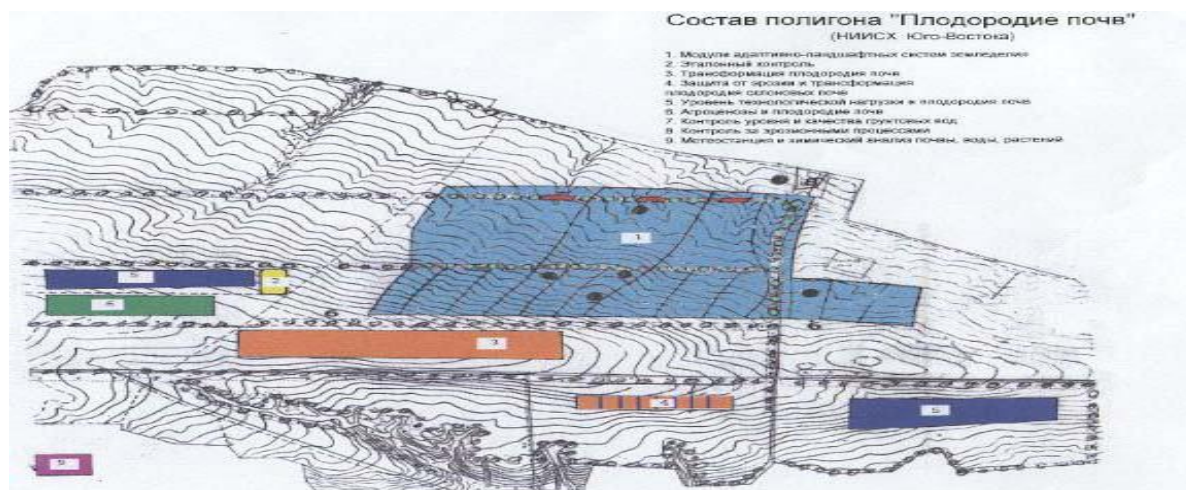 Состав полигона "Плодородие почв"
(НИИСХ Юго-Востока)
1. Модули адаптивно-ландшафтных систем земледелия
2. Эталонный контроль
3. Трансформация плодородия почв
4. Защита от эрозии и трансформация
плодородия склоновых почв
5. Уровень технологической нагрузки и плодородия почв
6. Агроценозы и плодородие почв
7. Контроль уровня и качества грунтовых вод
8. Контроль за эрозионными процессами
9. Метеостанция и химический анализ почвы, воды, растений
1
5
2
6
6
6
3
4
5
9